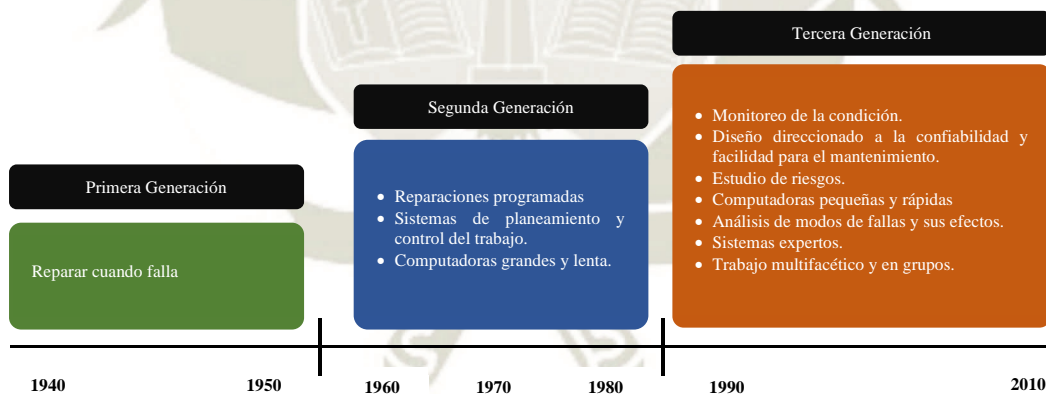 Primera Generación
Reparar cuando falla
Segunda Generación
• Reparaciones programadas
• Sistemas de planeamiento y
control del trabajo.
• Computadoras grandes y lenta.
Tercera Generación
• Monitoreo de la condición.
• Diseño direccionado a la confiabilidad y
facilidad para el mantenimiento.
• Estudio de riesgos.
• Computadoras pequeñas y rápidas
• Análisis de modos de fallas y sus efectos.
• Sistemas expertos.
• Trabajo multifacético y en grupos.
1940 1950 1960 1970 1980 1990 2010